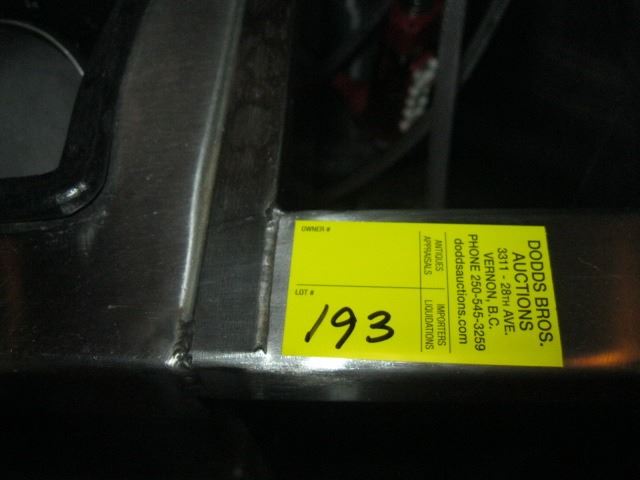 OWNER #
LOT #
193
ANTIQUES
APPRAISALS
IMPORTERS
LIQUIDATIONS
DODDS BROS.
AUCTIONS
3311 - 28TH AVE.
VERNON, B.C.
PHONE 250-545-3259
doddsauctions.com